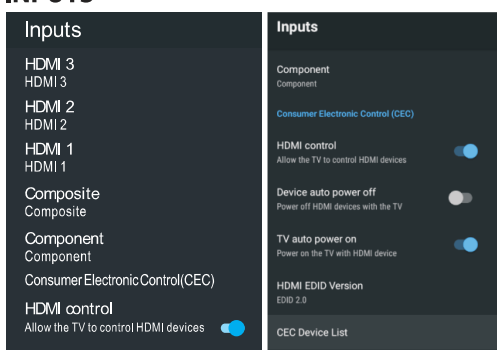 Inputs
HDMI 3
HDMI 3
HDMI 2
HDMI 2
HDMI 1
HDMI 1
Composite
Composite
Component
Component
Consumer Electronic Control(CEC)
HDMI control
Allow the TV to control HDMI devices
Inputs
Component
Component
Consumer Electronic Control (CEC)
HDMI control
Allow the TV to control HDMI devices
Device auto power off
Power off HDMI devices with the TV
TV auto power on
Power on the TV with HDMI device
HDMI EDID Version
EDID 2.0
CEC Device List